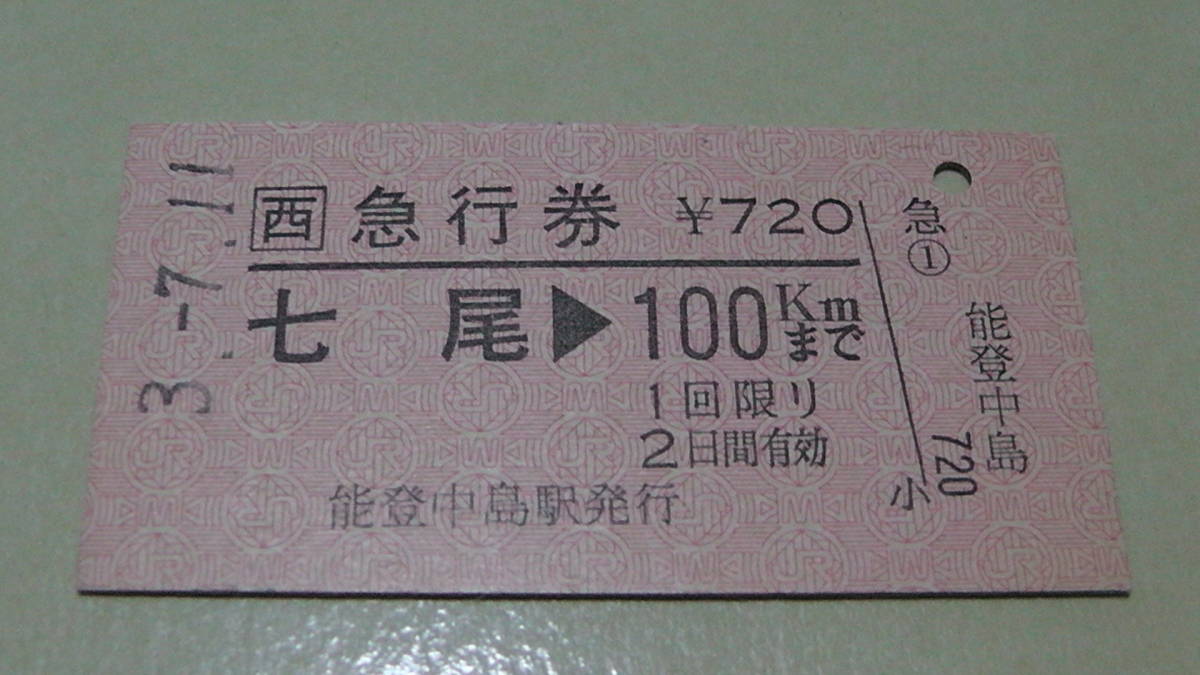 3.-7.11
西 急行券 ¥720
七尾▶100Kmまで
1回限り
2日間有効
能登中島駅発行
急①
能登中島
720
小